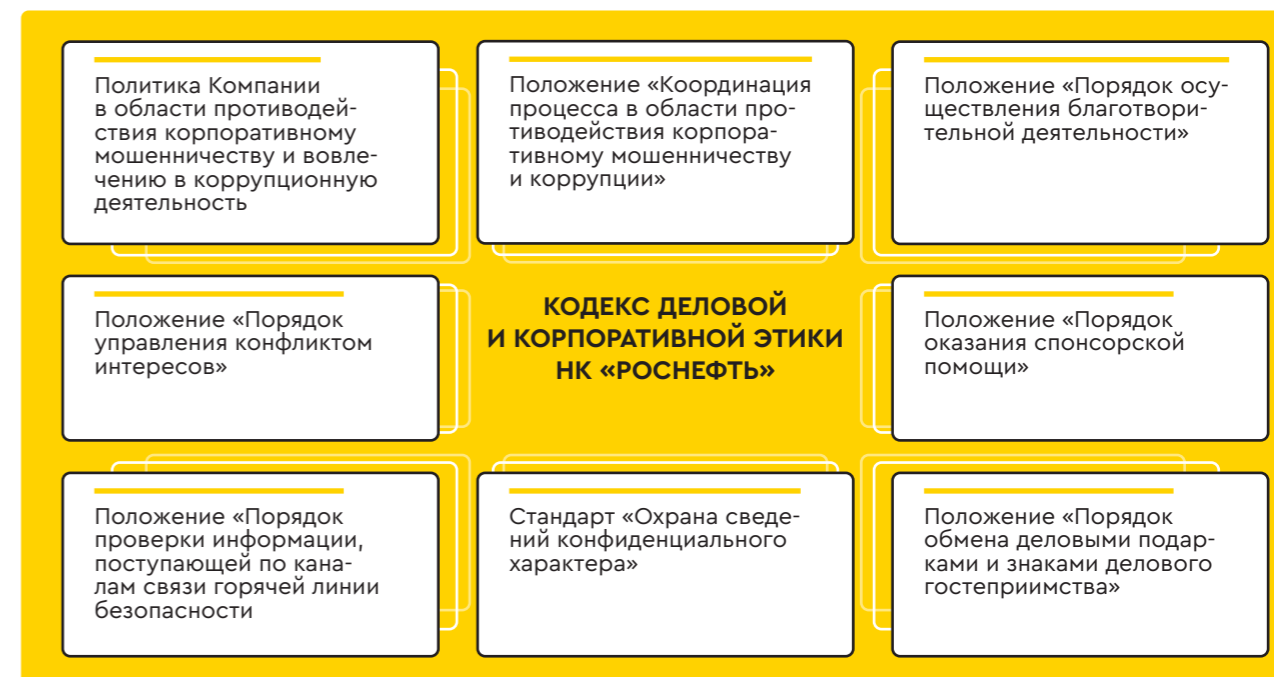 Политика Компании
в области противодей-
ствия корпоративному
мошенничеству и вовле-
чению в коррупционную
деятельность
Положение «Координация
процесса в области про-
тиводействия корпора-
тивному мошенничеству
и коррупции»
Положение «Порядок осу-
ществления благотвори-
тельной деятельности»
Положение «Порядок
управления конфликтом
интересов»
КОДЕКС ДЕЛОВОЙ
И КОРПОРАТИВНОЙ ЭТИКИ
НК «РОСНЕФТЬ»
Положение «Порядок
оказания спонсорской
помощи»
Положение «Порядок
проверки информации,
поступающей по кана-
лам связи горячей линии
безопасности
Стандарт «Охрана сведе-
ний конфиденциального
характера»
Положение «Порядок
обмена деловыми подар-
ками и знаками делового
гостеприимства»